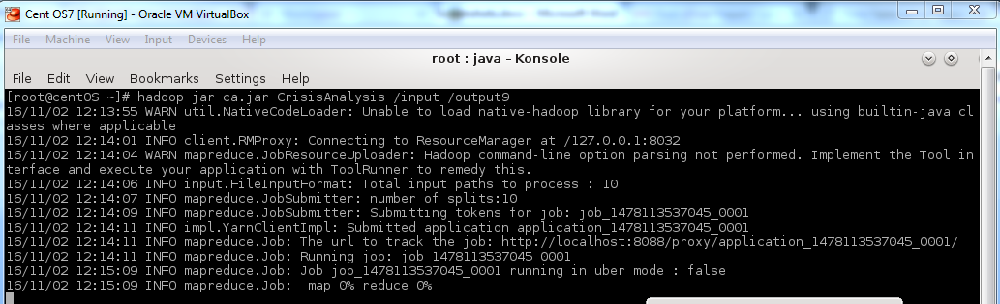 Cent OS7 [Running] - Oracle VM VirtualBox
File Machine View Input Devices Help
root : java – Konsole
File Edit View Bookmarks Settings Help
[root@centOS ~]# hadoop jar ca.jar CrisisAnalysis /input /output9
16/11/02 12:13:55 WARN util.NativeCodeLoader: Unable to load native-hadoop library for your platform... using builtin-java cl
asses where applicable
16/11/02 12:14:01 INFO client.RMProxy: Connecting to ResourceManager at /127.0.0.1:8032
16/11/02 12:14:04 WARN mapreduce.JobResourceUploader: Hadoop command-line option parsing not performed. Implement the Tool in
terface and execute your application with ToolRunner to remedy this.
16/11/02 12:14:06 INFO input.FileInputFormat: Total input paths to process : 10
16/11/02 12:14:07 INFO mapreduce.JobSubmitter: number of splits:10
16/11/02 12:14:09 INFO mapreduce.JobSubmitter: Submitting tokens for job: job_1478113537045_0001
16/11/02 12:14:11 INFO impl.YarnClientImpl: Submitted application application_1478113537045_0001
16/11/02 12:14:11 INFO mapreduce.Job: The url to track the job: http://localhost:8088/proxy/application_1478113537045_0001/
16/11/02 12:14:11 INFO mapreduce.Job: Running job: job_1478113537045_0001
16/11/02 12:15:09 INFO mapreduce.Job: Job job_1478113537045_0001 running in uber mode : false
16/11/02 12:15:09 INFO mapreduce.Job:  map 0% reduce 0%